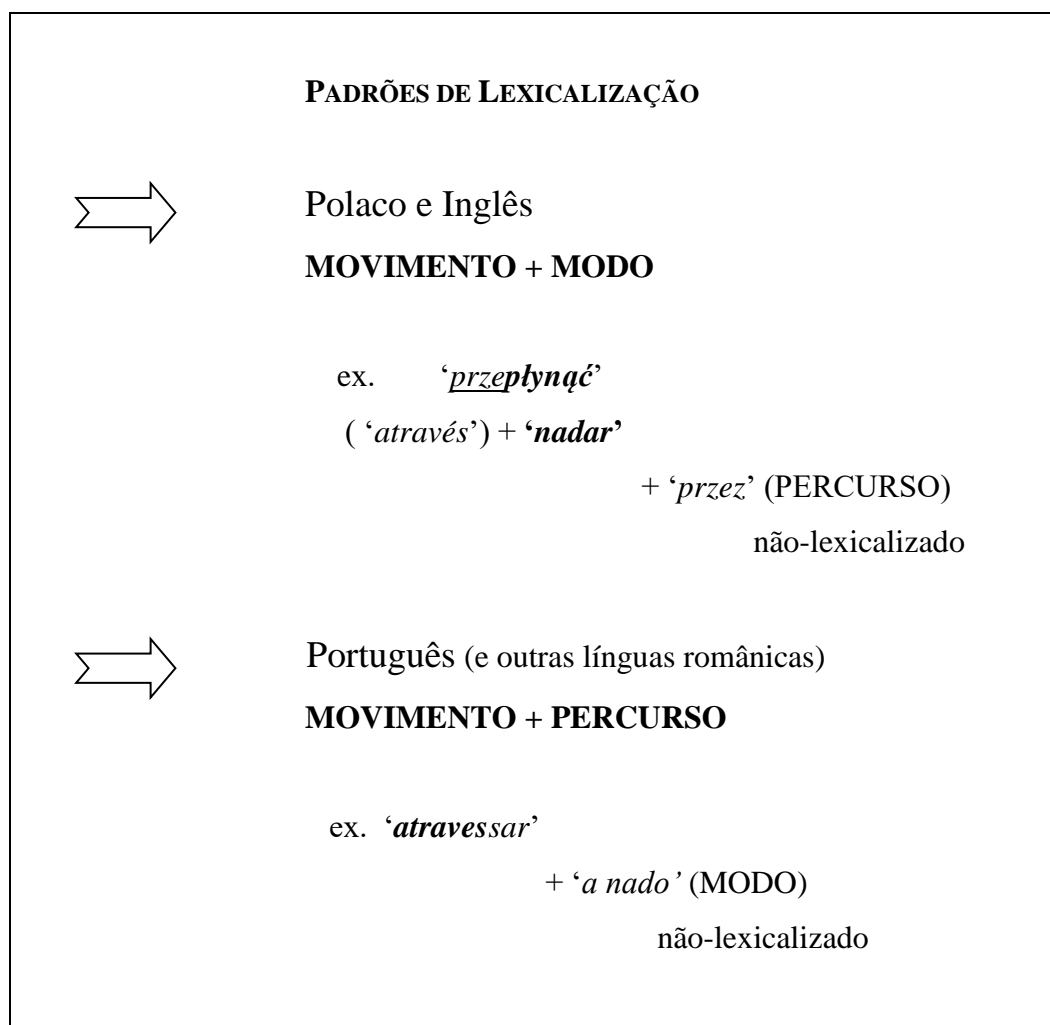 PADRÕES DE LEXICALIZAÇÃO
Polaco e Inglês
MOVIMENTO + MODO
ex. ‘przepłynąć’
( ‘através’) + ‘nadar’
+ ‘przez’ (PERCURSO)
não-lexicalizado
Português (e outras línguas românicas)
MOVIMENTO + PERCURSO
ex. ‘atravessar’
+ ‘a nado’ (MODO)
não-lexicalizado